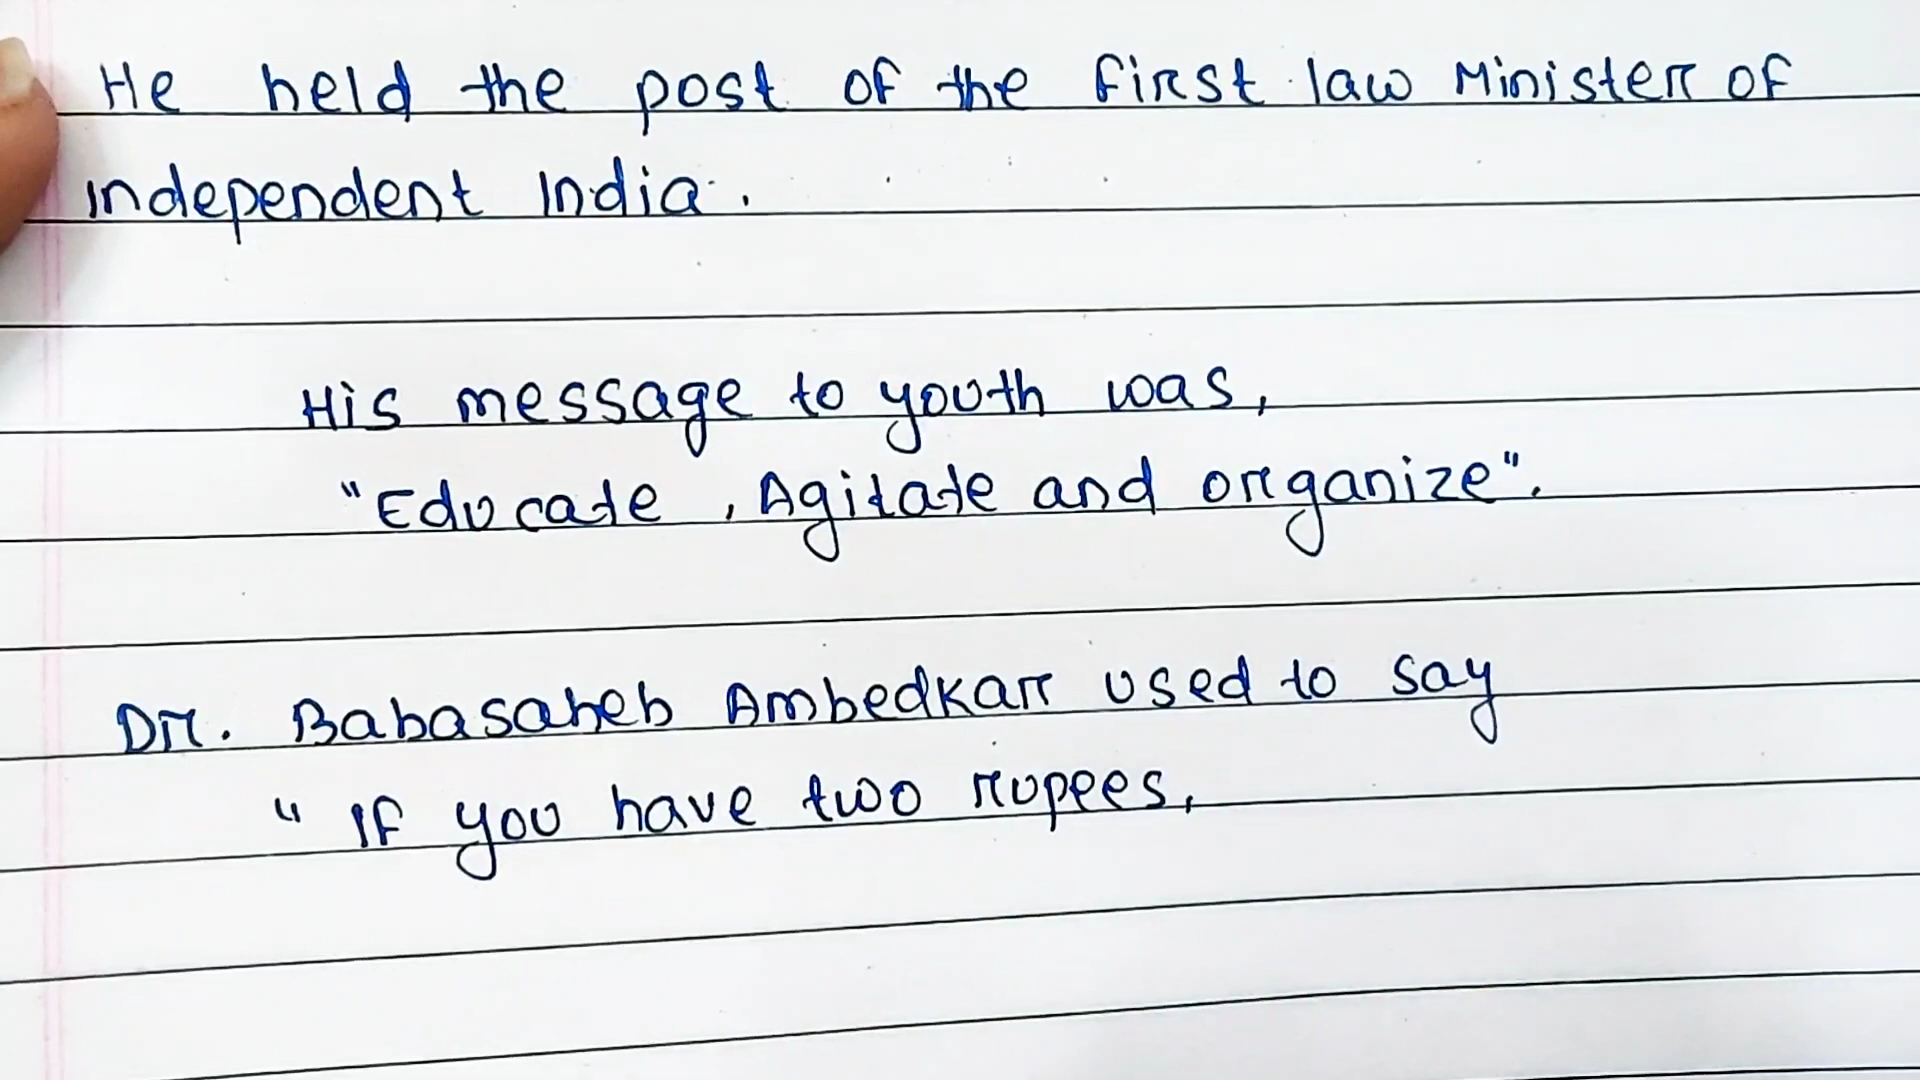 He held the post of the first law Minister of
independent India.
His message to youth was,
"Educate, Agitate and organize".
Dr. Babasaheb Ambedkar used to say
" If you have two rupees,